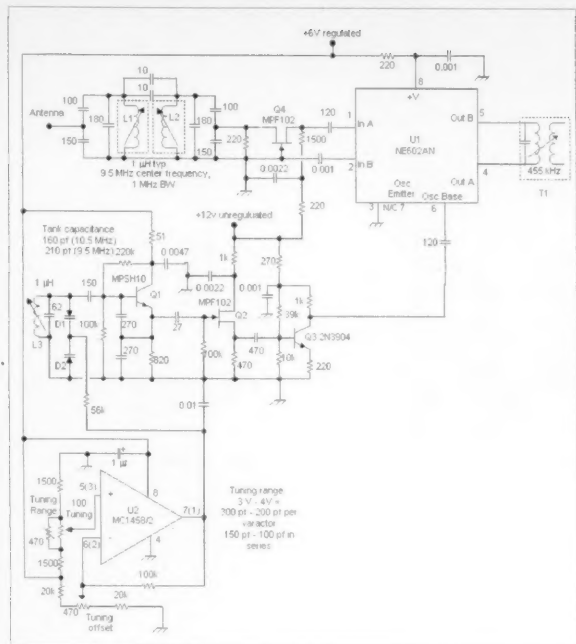 +6V regulated
220
0.001
8
+V
10
10
Antenna
100
180
150
L1
L2
180
100
150
1 µH typ
9.5 MHz center frequency,
1 MHz BW
Q4
MPF102
120
220
1500
0.0022
0.001
220
1
In A
2
In B
U1
NE602AN
Out B
5
Out A
4
Osc
Emitter
Osc Base
3
N/C 7
6
455 kHz
T1
120
+12v unregulated
Tank capacitance
160 pf (10.5 MHz)
210 pf (9.5 MHz)
220k
51
0.0047
0.0022
1k
270
0.001
39k
1k
1 µH
150
MPSH10
Q1
MPF102
Q2
Q3 2N3904
62
D1
100k
270
27
L3
D2
270
820
100k
470
470
10k
220
56k
0.01
1 µf
1500
5(3)
+
8
Tuning
Range
100
Tuning
U2
MC1458/2
7(1)
470
6(2)
-
4
1500
100k
20k
470
20k
Tuning
offset
Tuning range
3 V - 4V =
300 pf - 200 pf per
varactor
150 pf - 100 pf in
series